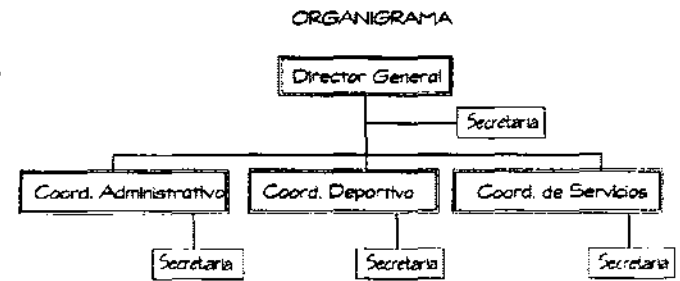 ORGANIGRAMA
Director General
Secretaria
Coord. Administrativo
Coord. Deportivo
Coord. de Servicios
Secretaria
Secretaria
Secretaria